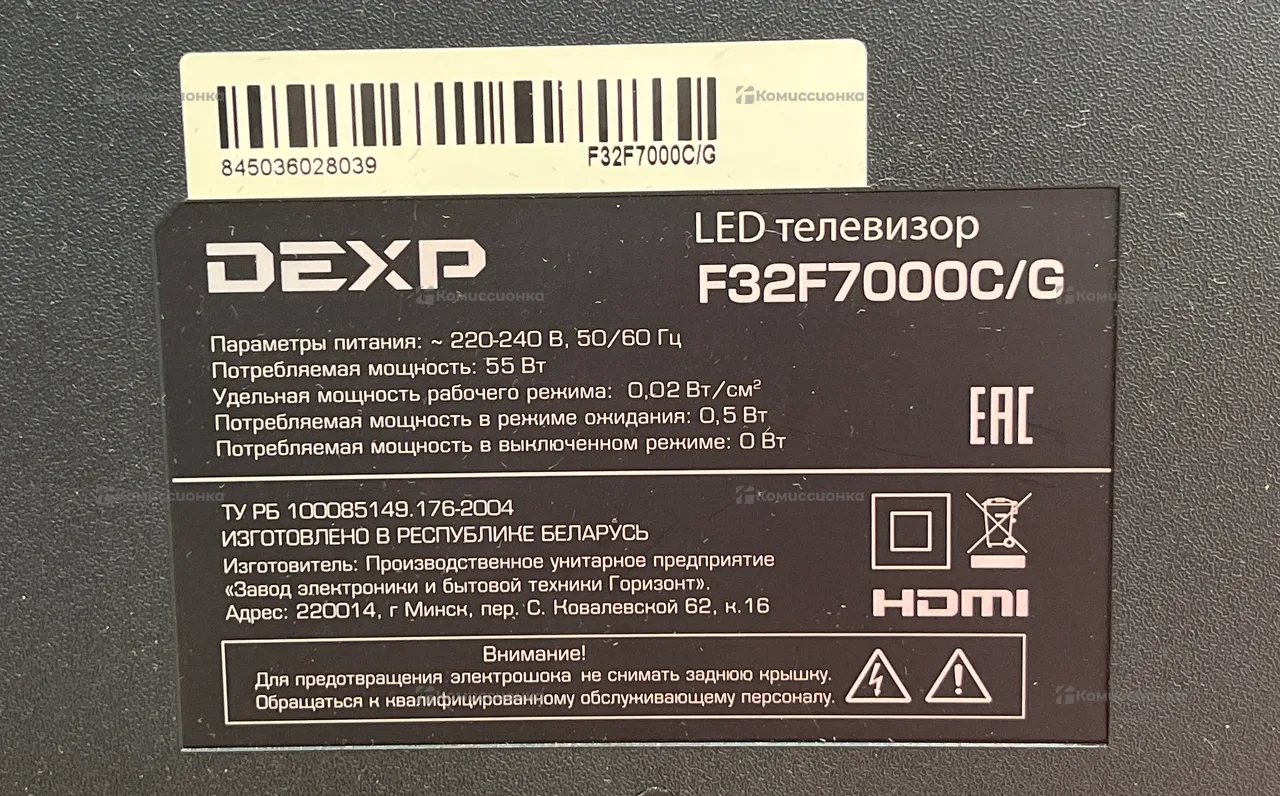 845036028039 F32F7000C/G
DEXP
LED телевизор
F32F7000C/G
Параметры питания: ~ 220-240 В, 50/60 Гц
Потребляемая мощность: 55 Вт
Удельная мощность рабочего режима: 0,02 Вт/см²
Потребляемая мощность в режиме ожидания: 0,5 Вт
Потребляемая мощность в выключенном режиме: 0 Вт
EAC
ТУ РБ 100085149.176-2004
ИЗГОТОВЛЕНО В РЕСПУБЛИКЕ БЕЛАРУСЬ
Изготовитель: Производственное унитарное предприятие
«Завод электроники и бытовой техники Горизонт».
Адрес: 220014, г Минск, пер. С. Ковалевской 62, к.16
HDMI
Внимание!
Для предотвращения электрошока не снимать заднюю крышку.
Обращаться к квалифицированному обслуживающему персоналу.
Комиссионка
Комиссионка
Комиссионка
Комиссионка
Комиссионка